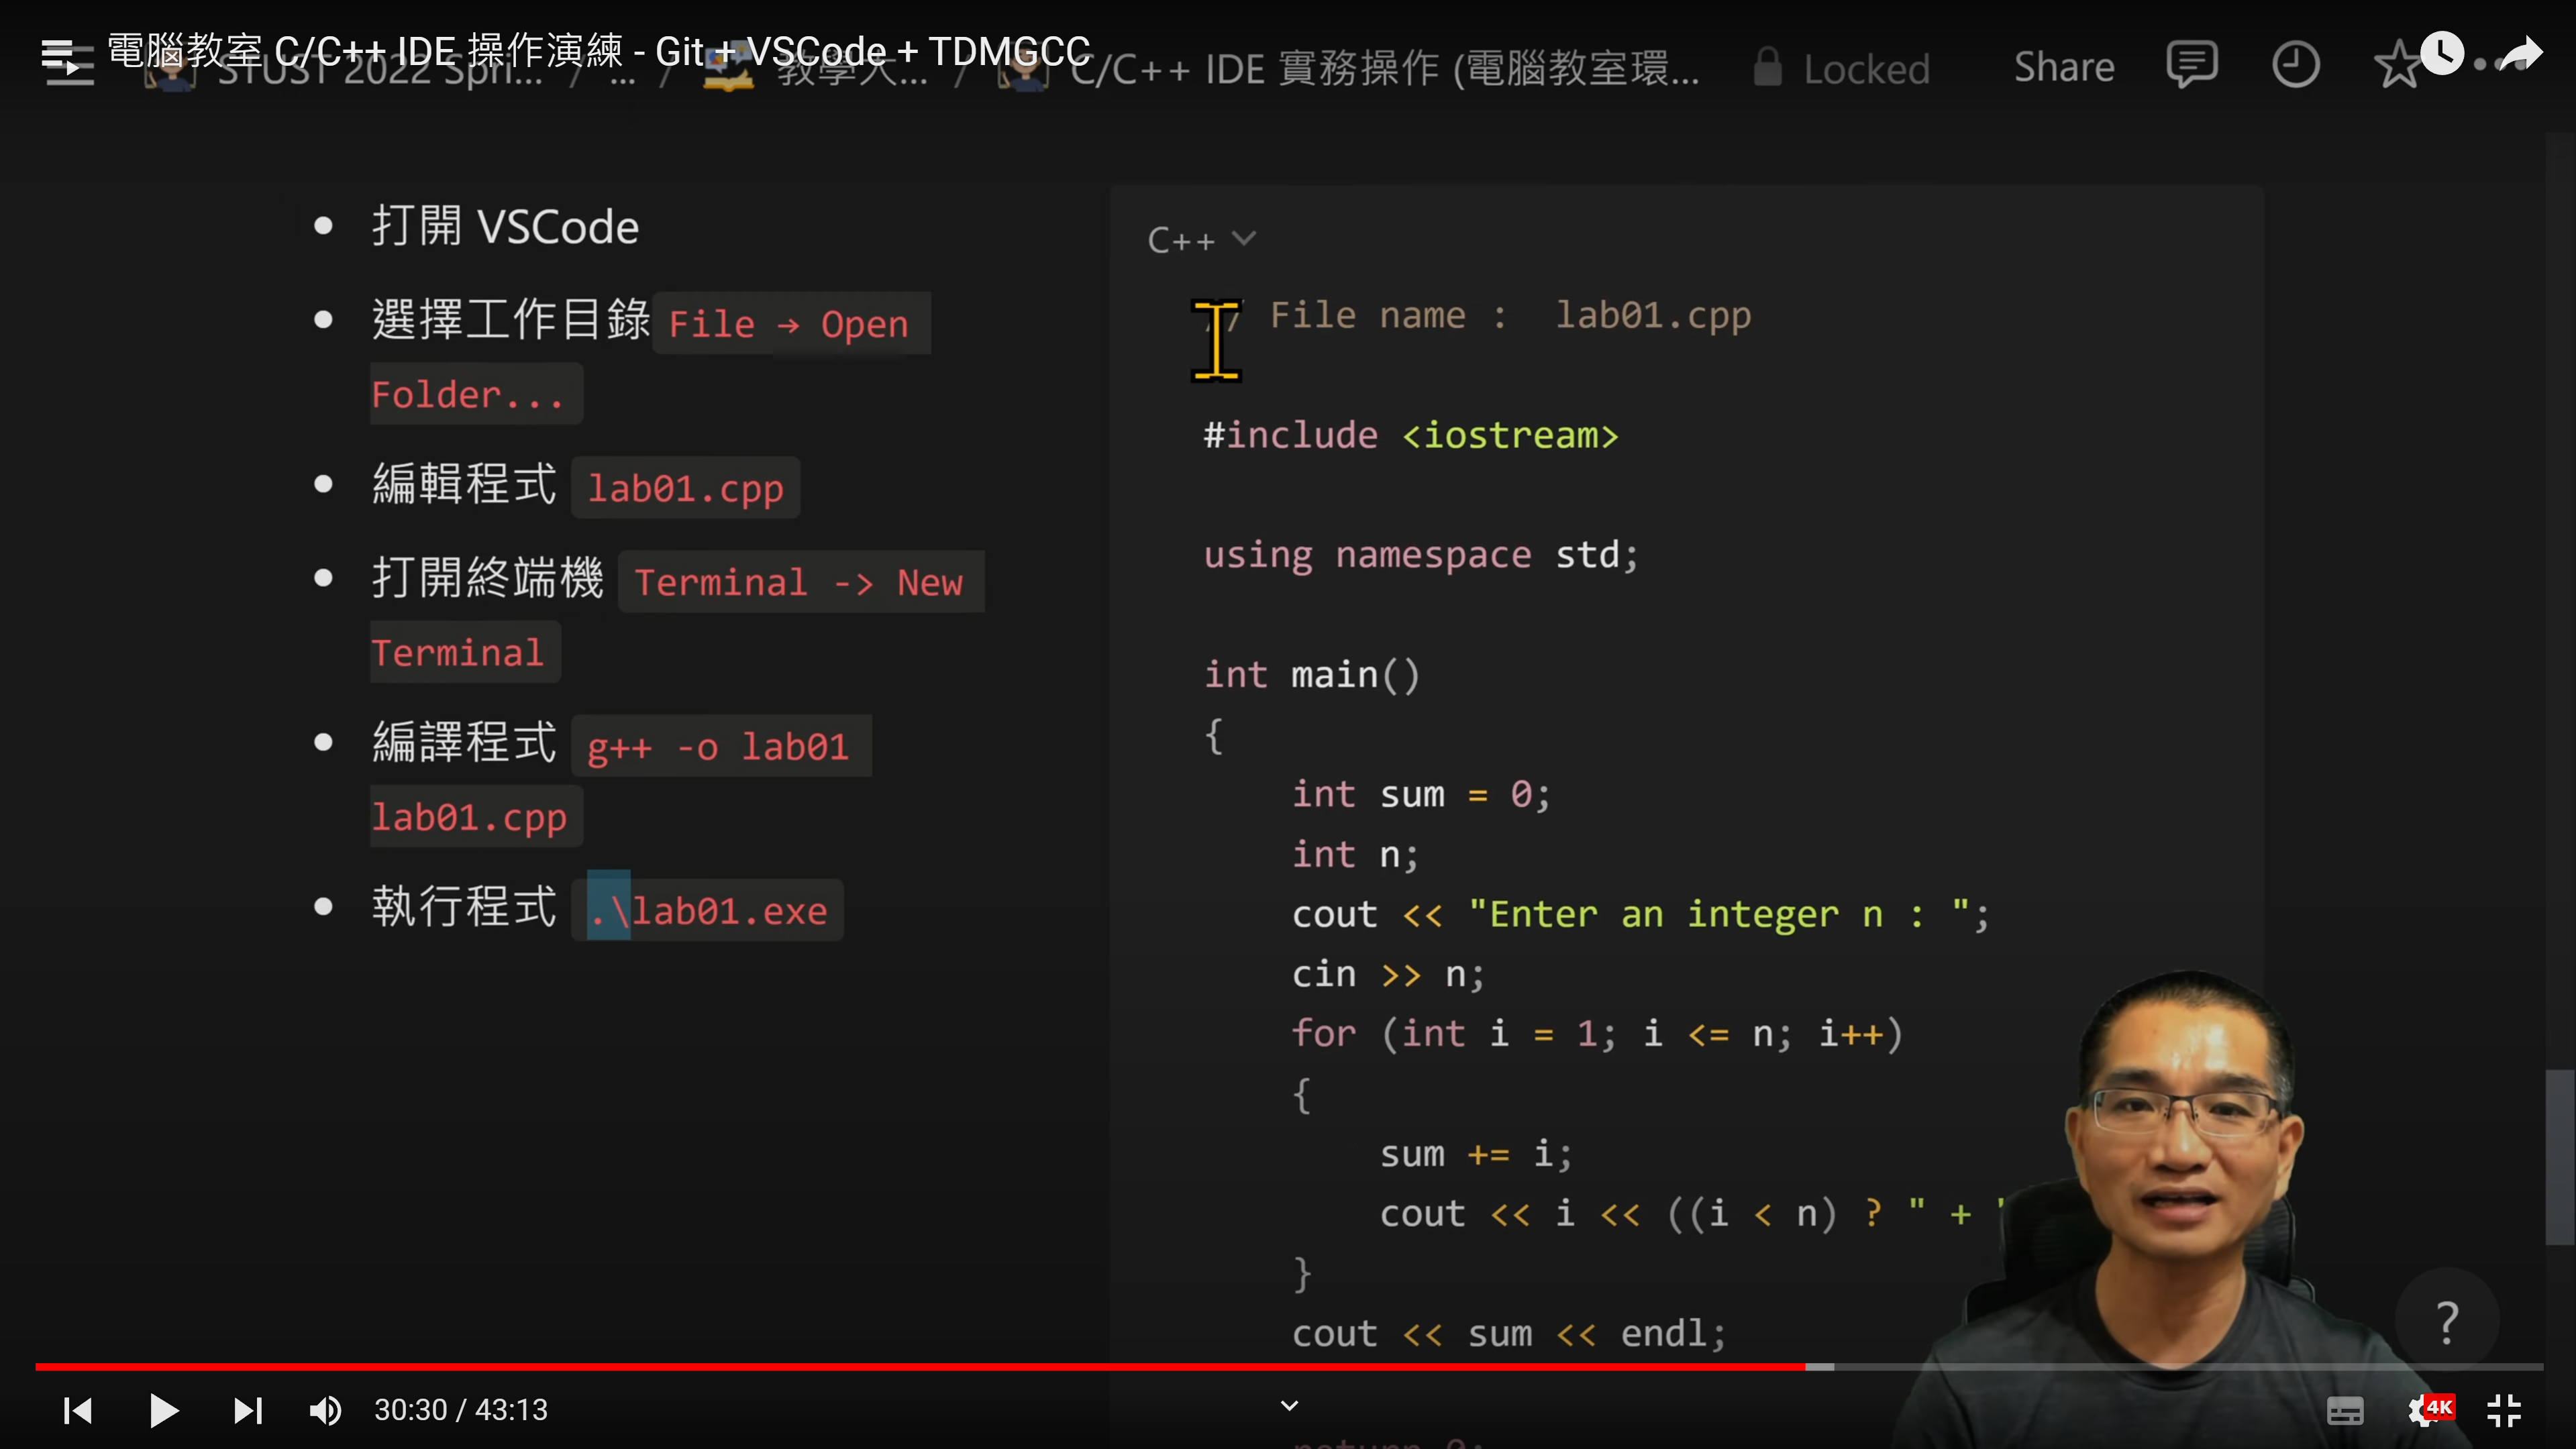 電腦教室 C/C++ IDE 操作演練 - Git + VSCode + TDMGCC
STUST 2022 Spri... / ... / 教學大... / C/C++ IDE 實務操作 (電腦教室環... Locked Share
打開 VSCode
選擇工作目錄 File → Open
Folder...
編輯程式 lab01.cpp
打開終端機 Terminal -> New
Terminal
編譯程式 g++ -o lab01
lab01.cpp
執行程式 .\lab01.exe
C++
// File name :  lab01.cpp
#include <iostream>
using namespace std;
int main()
{
int sum = 0;
int n;
cout << "Enter an integer n : ";
cin >> n;
for (int i = 1; i <= n; i++)
{
sum += i;
cout << i << ((i < n) ? " + "
}
cout << sum << endl;
return 0;
?
30:30 / 43:13
4K